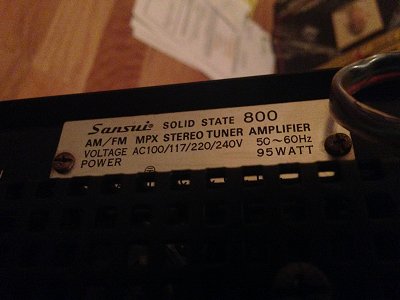 Sansui SOLID STATE 800
AM/FM MPX STEREO TUNER AMPLIFIER
VOLTAGE AC100/117/220/240V 50~60Hz
POWER 95WATT